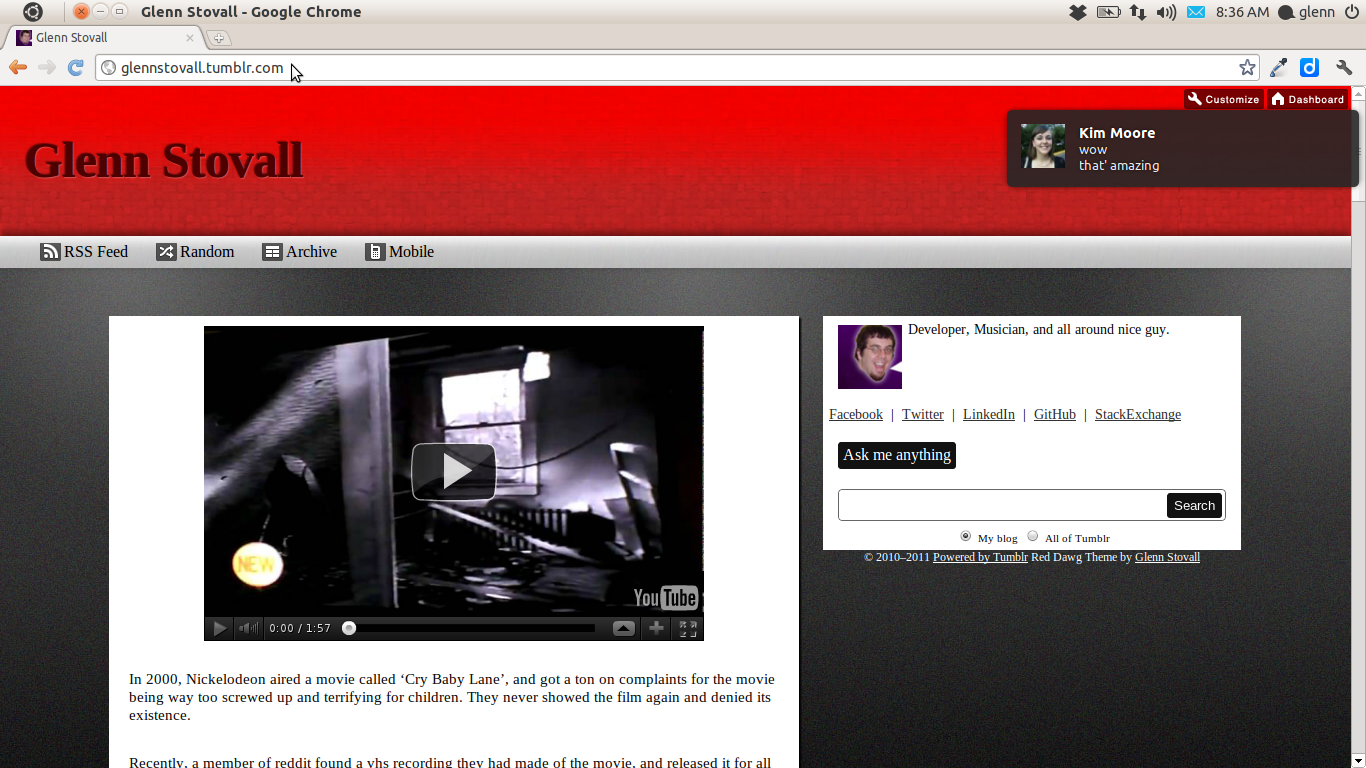 Glenn Stovall - Google Chrome
8:36 AM glenn
Glenn Stovall
glennstovall.tumblr.com
Customize Dashboard
Glenn Stovall
Kim Moore
wow
that' amazing
RSS Feed Random Archive Mobile
NEW
YouTube
0:00 / 1:57
In 2000, Nickelodeon aired a movie called ‘Cry Baby Lane’, and got a ton on complaints for the movie
being way too screwed up and terrifying for children. They never showed the film again and denied its
existence.
Recently, a member of reddit found a vhs recording they had made of the movie, and released it for all
Developer, Musician, and all around nice guy.
Facebook | Twitter | LinkedIn | GitHub | StackExchange
Ask me anything
Search
My blog All of Tumblr
© 2010–2011 Powered by Tumblr Red Dawg Theme by Glenn Stovall